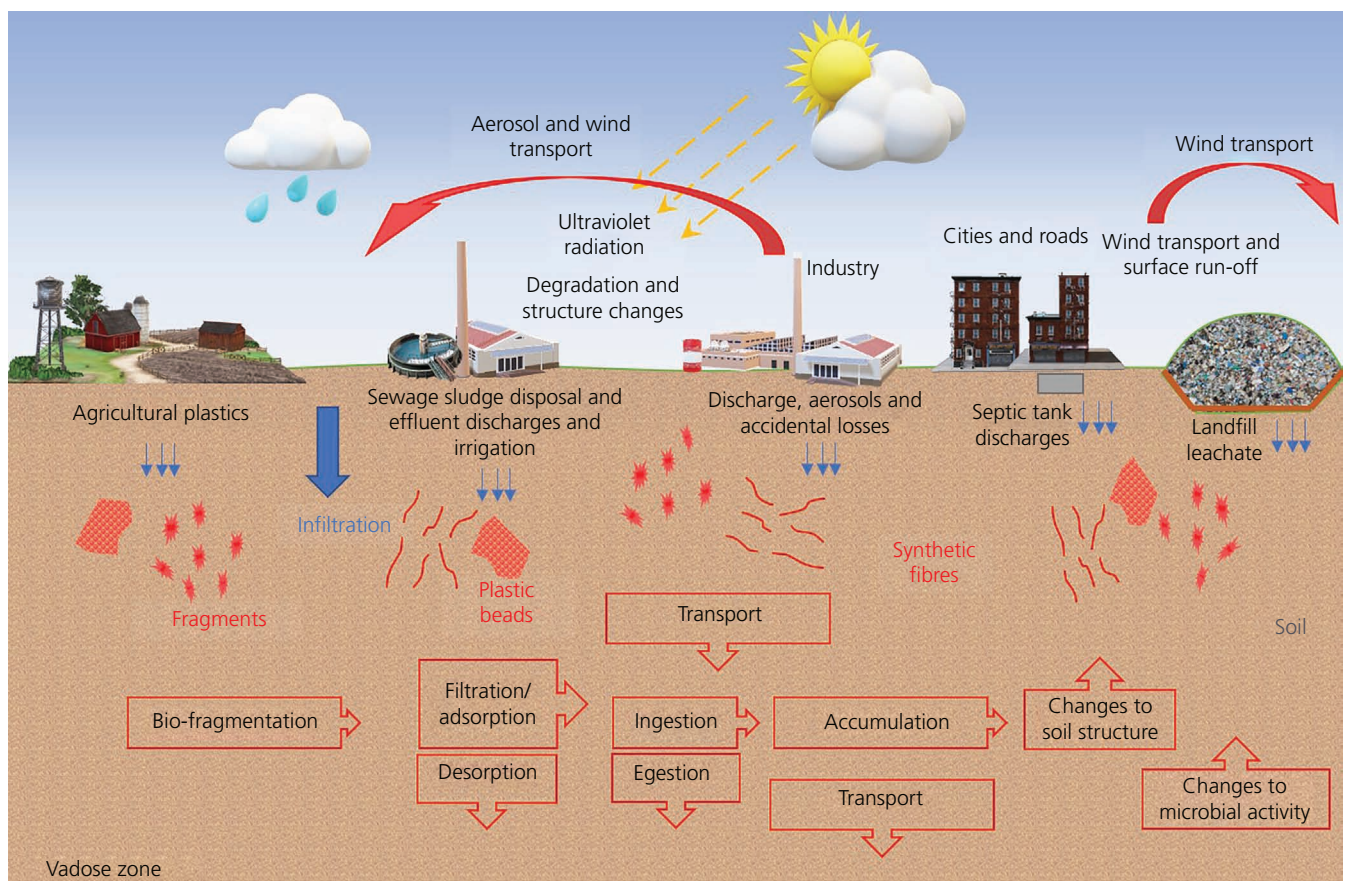 Aerosol and wind
transport
Wind transport
Ultraviolet
radiation
Cities and roads
Wind transport and
surface run-off
Industry
Degradation and
structure changes
Agricultural plastics
Sewage sludge disposal and
effluent discharges and
irrigation
Discharge, aerosols and
accidental losses
Septic tank
discharges
Landfill
leachate
Infiltration
Synthetic
fibres
Fragments
Plastic
beads
Transport
Soil
Bio-fragmentation
Filtration/
adsorption
Ingestion
Accumulation
Changes to
soil structure
Desorption
Egestion
Transport
Changes to
microbial activity
Vadose zone